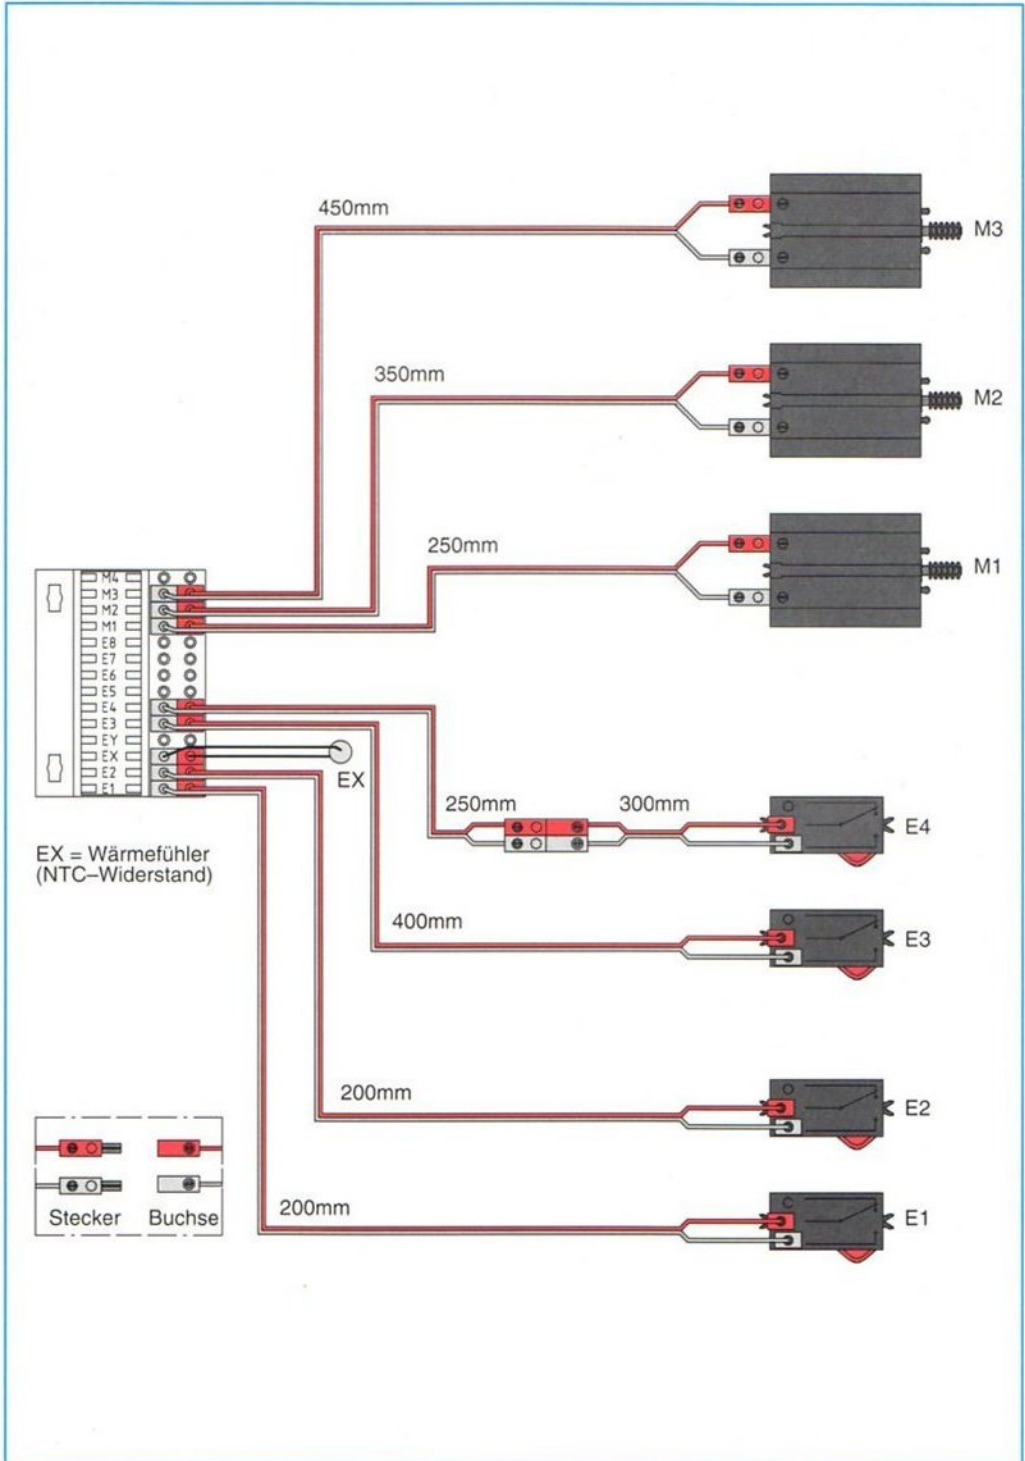 450mm
M3
350mm
M2
250mm
M1
M4
M3
M2
M1
E8
E7
E6
E5
E4
E3
EY
EX
E2
E1
EX
250mm
300mm
E4
EX = Wärmefühler
(NTC–Widerstand)
400mm
E3
200mm
E2
Stecker Buchse
200mm
E1